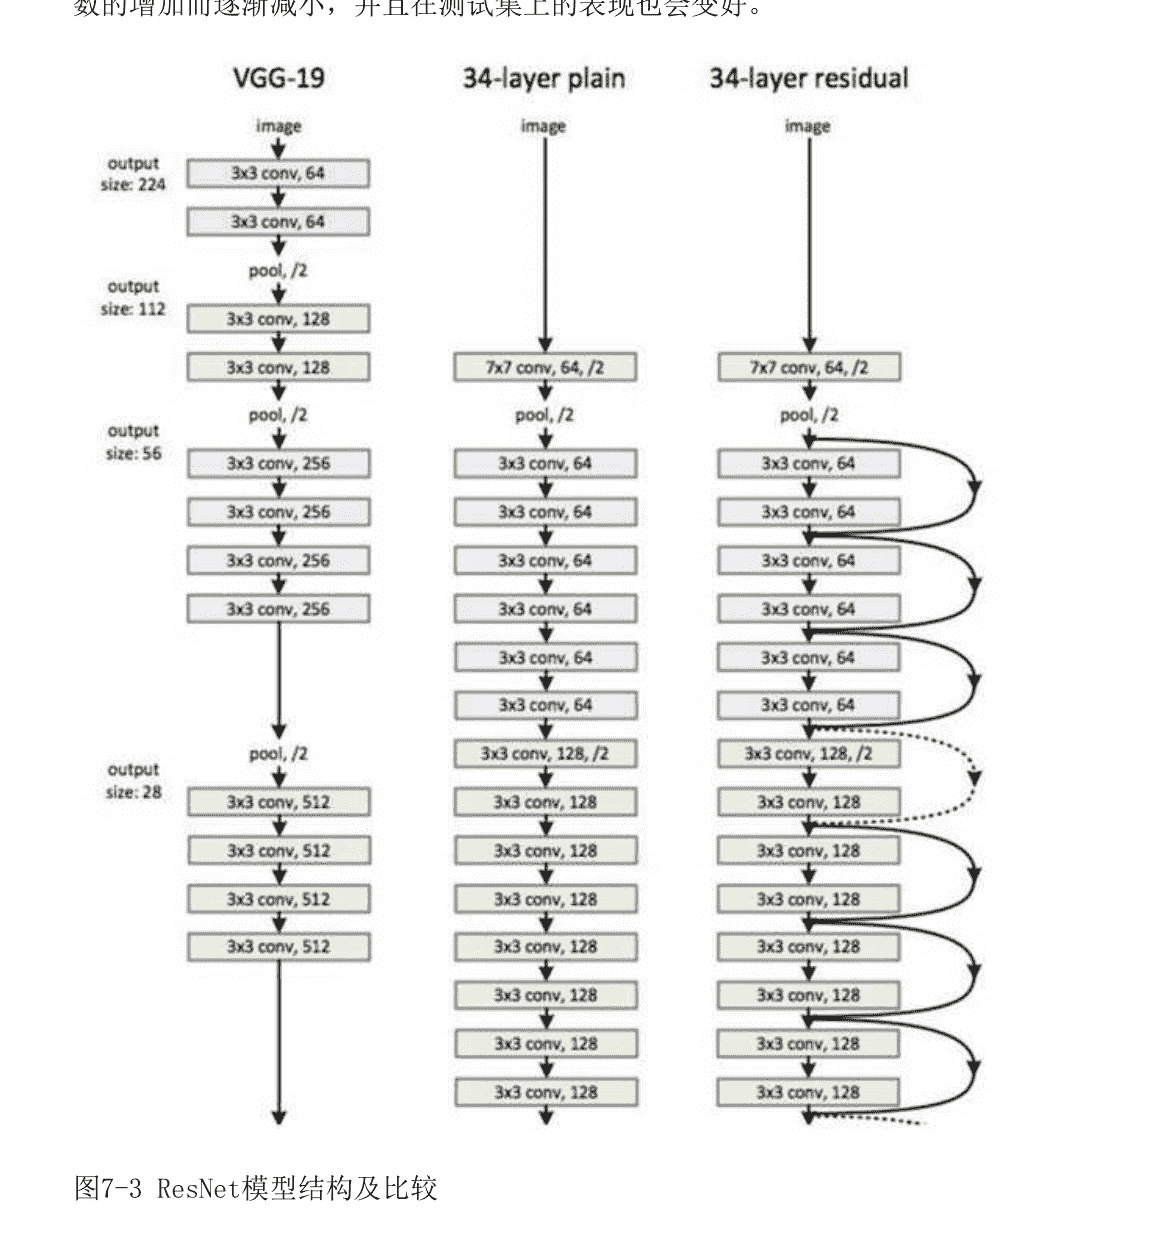 数的增加而逐渐减小，并且在测试集上的表现也会变好。
VGG-19
34-layer plain
34-layer residual
image
image
image
output
size: 224
3x3 conv, 64
3x3 conv, 64
pool, /2
output
size: 112
3x3 conv, 128
3x3 conv, 128
7x7 conv, 64, /2
7x7 conv, 64, /2
pool, /2
pool, /2
pool, /2
output
size: 56
3x3 conv, 256
3x3 conv, 64
3x3 conv, 64
3x3 conv, 256
3x3 conv, 64
3x3 conv, 64
3x3 conv, 256
3x3 conv, 64
3x3 conv, 64
3x3 conv, 256
3x3 conv, 64
3x3 conv, 64
3x3 conv, 64
3x3 conv, 64
3x3 conv, 64
3x3 conv, 64
pool, /2
3x3 conv, 128, /2
3x3 conv, 128, /2
output
size: 28
3x3 conv, 512
3x3 conv, 128
3x3 conv, 128
3x3 conv, 512
3x3 conv, 128
3x3 conv, 128
3x3 conv, 512
3x3 conv, 128
3x3 conv, 128
3x3 conv, 512
3x3 conv, 128
3x3 conv, 128
3x3 conv, 128
3x3 conv, 128
3x3 conv, 128
3x3 conv, 128
3x3 conv, 128
3x3 conv, 128
图7-3 ResNet模型结构及比较